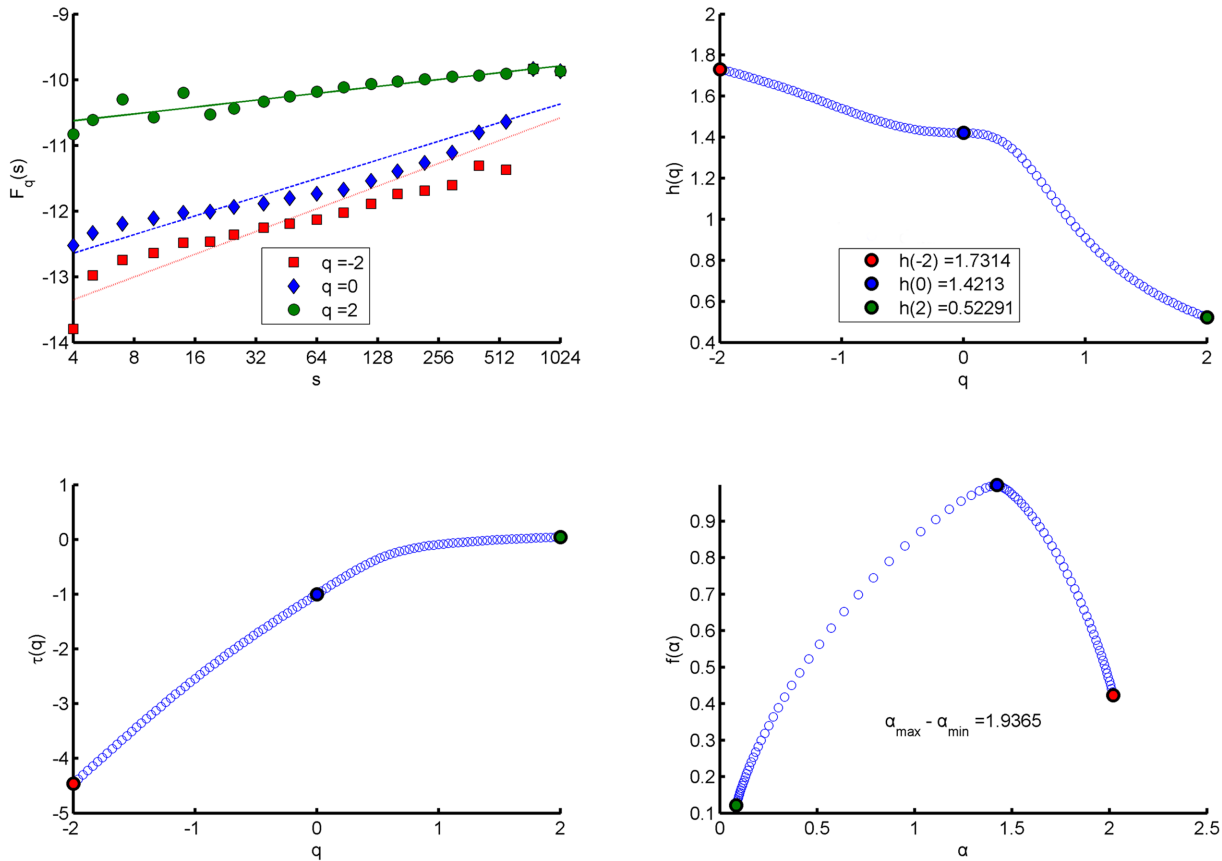 -9
-10
-11
-12
-13
-14
F_q(s)
4 8 16 32 64 128 256 512 1024
s
q =-2
q =0
q =2
2
1.8
1.6
1.4
1.2
1
0.8
0.6
0.4
h(q)
-2 -1 0 1 2
q
h(-2) =1.7314
h(0) =1.4213
h(2) =0.52291
1
0
-1
-2
-3
-4
-5
τ(q)
-2 -1 0 1 2
q
0.9
0.8
0.7
0.6
0.5
0.4
0.3
0.2
0.1
f(α)
0 0.5 1 1.5 2 2.5
α
α_max - α_min =1.9365